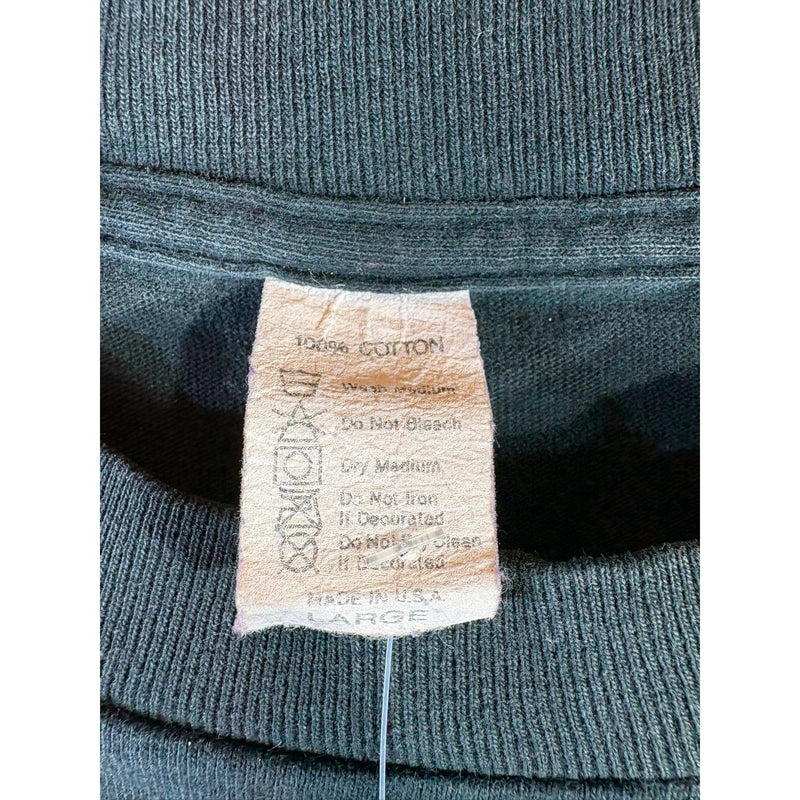 100% COTTON
Wash Medium
Do Not Bleach
Dry Medium
Do Not Iron
If Decorated
Do Not Dry Clean
If Decorated
MADE IN U.S.A.
LARGE